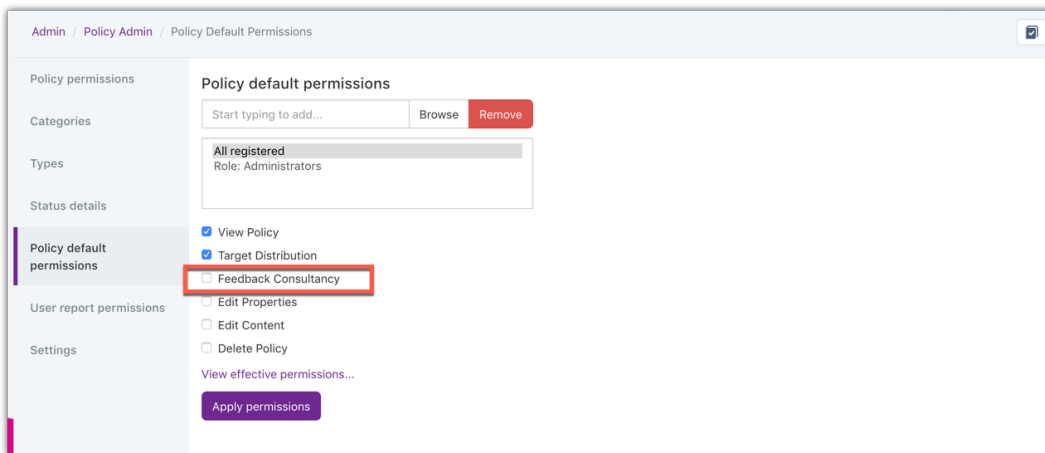 Admin / Policy Admin / Policy Default Permissions
Policy permissions
Categories
Types
Status details
Policy default
permissions
User report permissions
Settings
Policy default permissions
Start typing to add...
Browse
Remove
All registered
Role: Administrators
View Policy
Target Distribution
Feedback Consultancy
Edit Properties
Edit Content
Delete Policy
View effective permissions...
Apply permissions